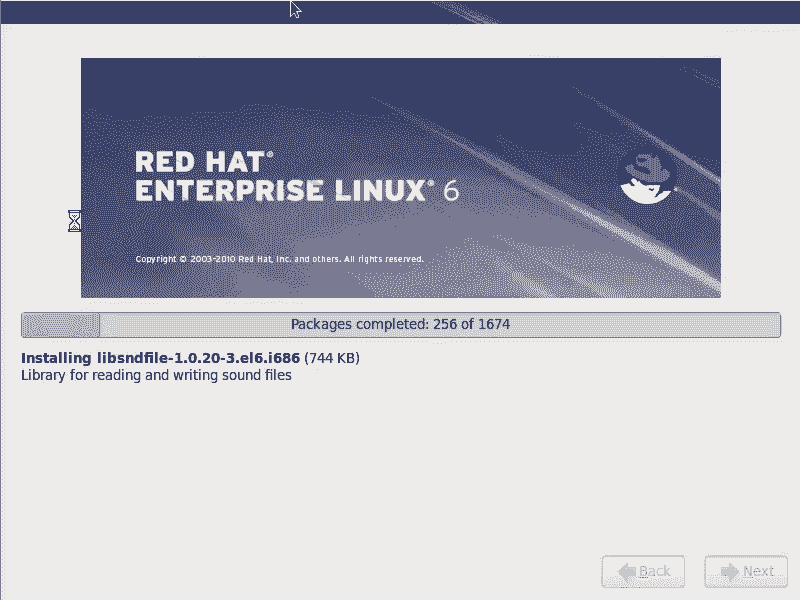 RED HAT®
ENTERPRISE LINUX® 6
Copyright © 2003-2010 Red Hat, Inc. and others. All rights reserved.
Packages completed: 256 of 1674
Installing libsndfile-1.0.20-3.el6.i686 (744 KB)
Library for reading and writing sound files
Back Next